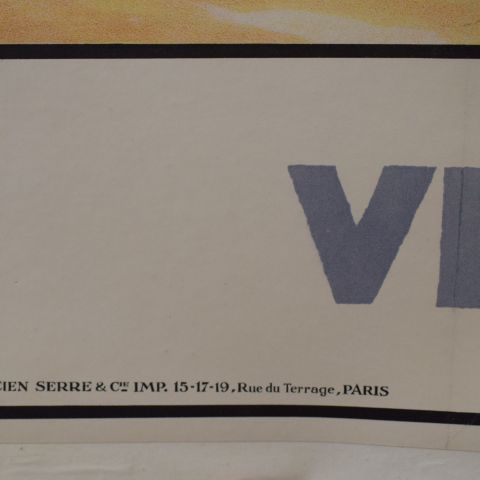 VI
CIEN SERRE & Cⁱᵉ IMP. 15-17-19, Rue du Terrage, PARIS